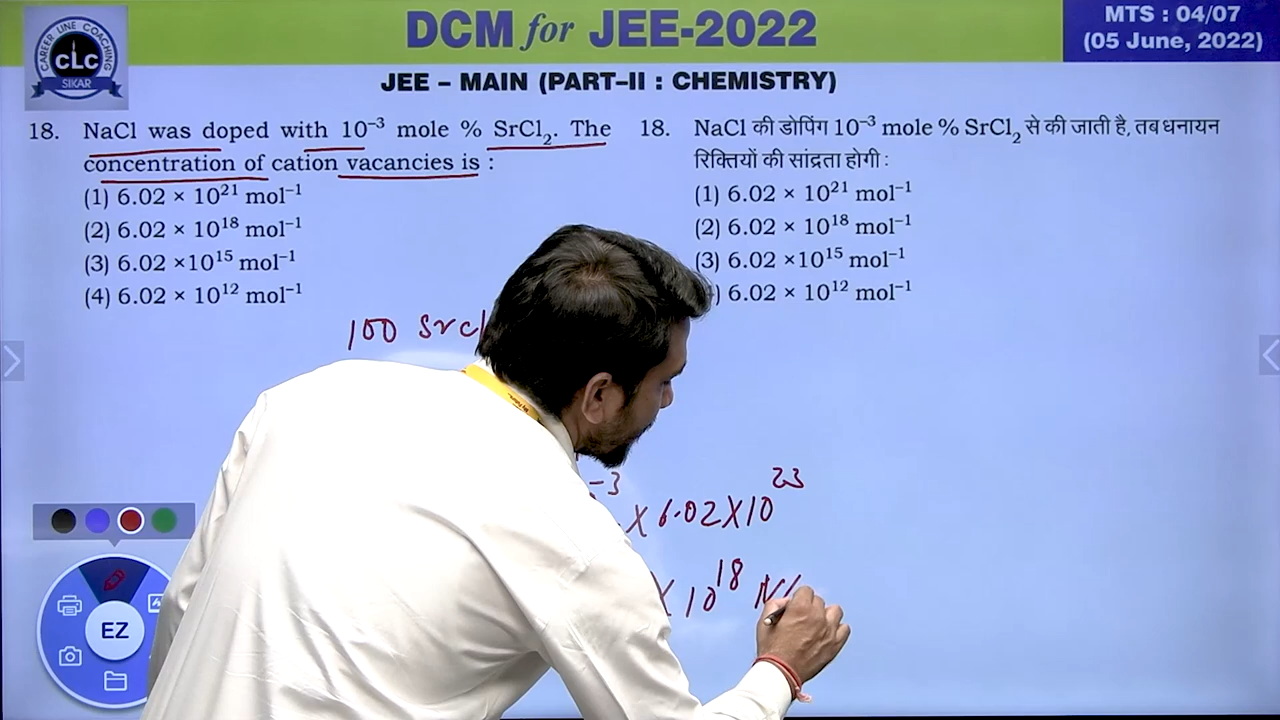 DCM for JEE-2022
MTS : 04/07
(05 June, 2022)
CAREER LINE COACHING
CLC
SIKAR
JEE – MAIN (PART–II : CHEMISTRY)
18. NaCl was doped with 10⁻³ mole % SrCl₂. The
concentration of cation vacancies is :
(1) 6.02 × 10²¹ mol⁻¹
(2) 6.02 × 10¹⁸ mol⁻¹
(3) 6.02 ×10¹⁵ mol⁻¹
(4) 6.02 × 10¹² mol⁻¹
18. NaCl की डोपिंग 10⁻³ mole % SrCl₂ से की जाती है, तब धनायन
रिक्तियों की सांद्रता होगी :
(1) 6.02 × 10²¹ mol⁻¹
(2) 6.02 × 10¹⁸ mol⁻¹
(3) 6.02 ×10¹⁵ mol⁻¹
) 6.02 × 10¹² mol⁻¹
100 Srcl
⁻³ × 6.02 × 10²³
× 10¹⁸
EZ